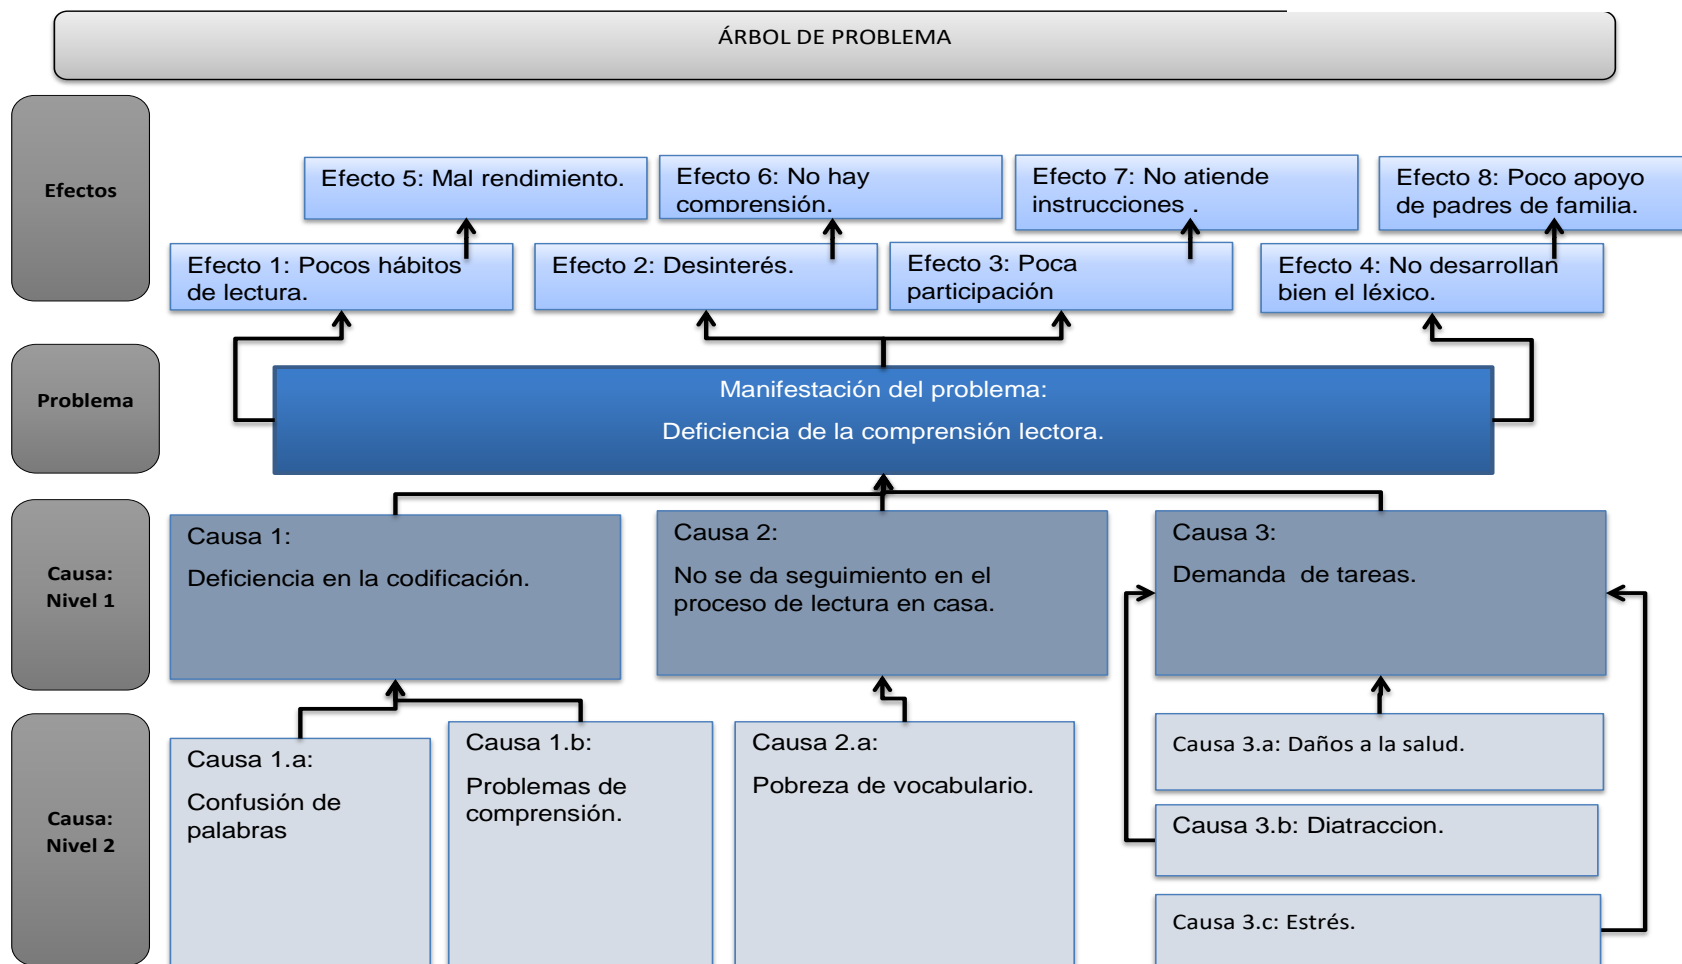 ÁRBOL DE PROBLEMA
Efectos
Efecto 5: Mal rendimiento.
Efecto 6: No hay
comprensión.
Efecto 7: No atiende
instrucciones .
Efecto 8: Poco apoyo
de padres de familia.
Efecto 1: Pocos hábitos
de lectura.
Efecto 2: Desinterés.
Efecto 3: Poca
participación
Efecto 4: No desarrollan
bien el léxico.
Problema
Manifestación del problema:
Deficiencia de la comprensión lectora.
Causa:
Nivel 1
Causa 1:
Deficiencia en la codificación.
Causa 2:
No se da seguimiento en el
proceso de lectura en casa.
Causa 3:
Demanda  de tareas.
Causa:
Nivel 2
Causa 1.a:
Confusión de
palabras
Causa 1.b:
Problemas de
comprensión.
Causa 2.a:
Pobreza de vocabulario.
Causa 3.a: Daños a la salud.
Causa 3.b: Diatraccion.
Causa 3.c: Estrés.